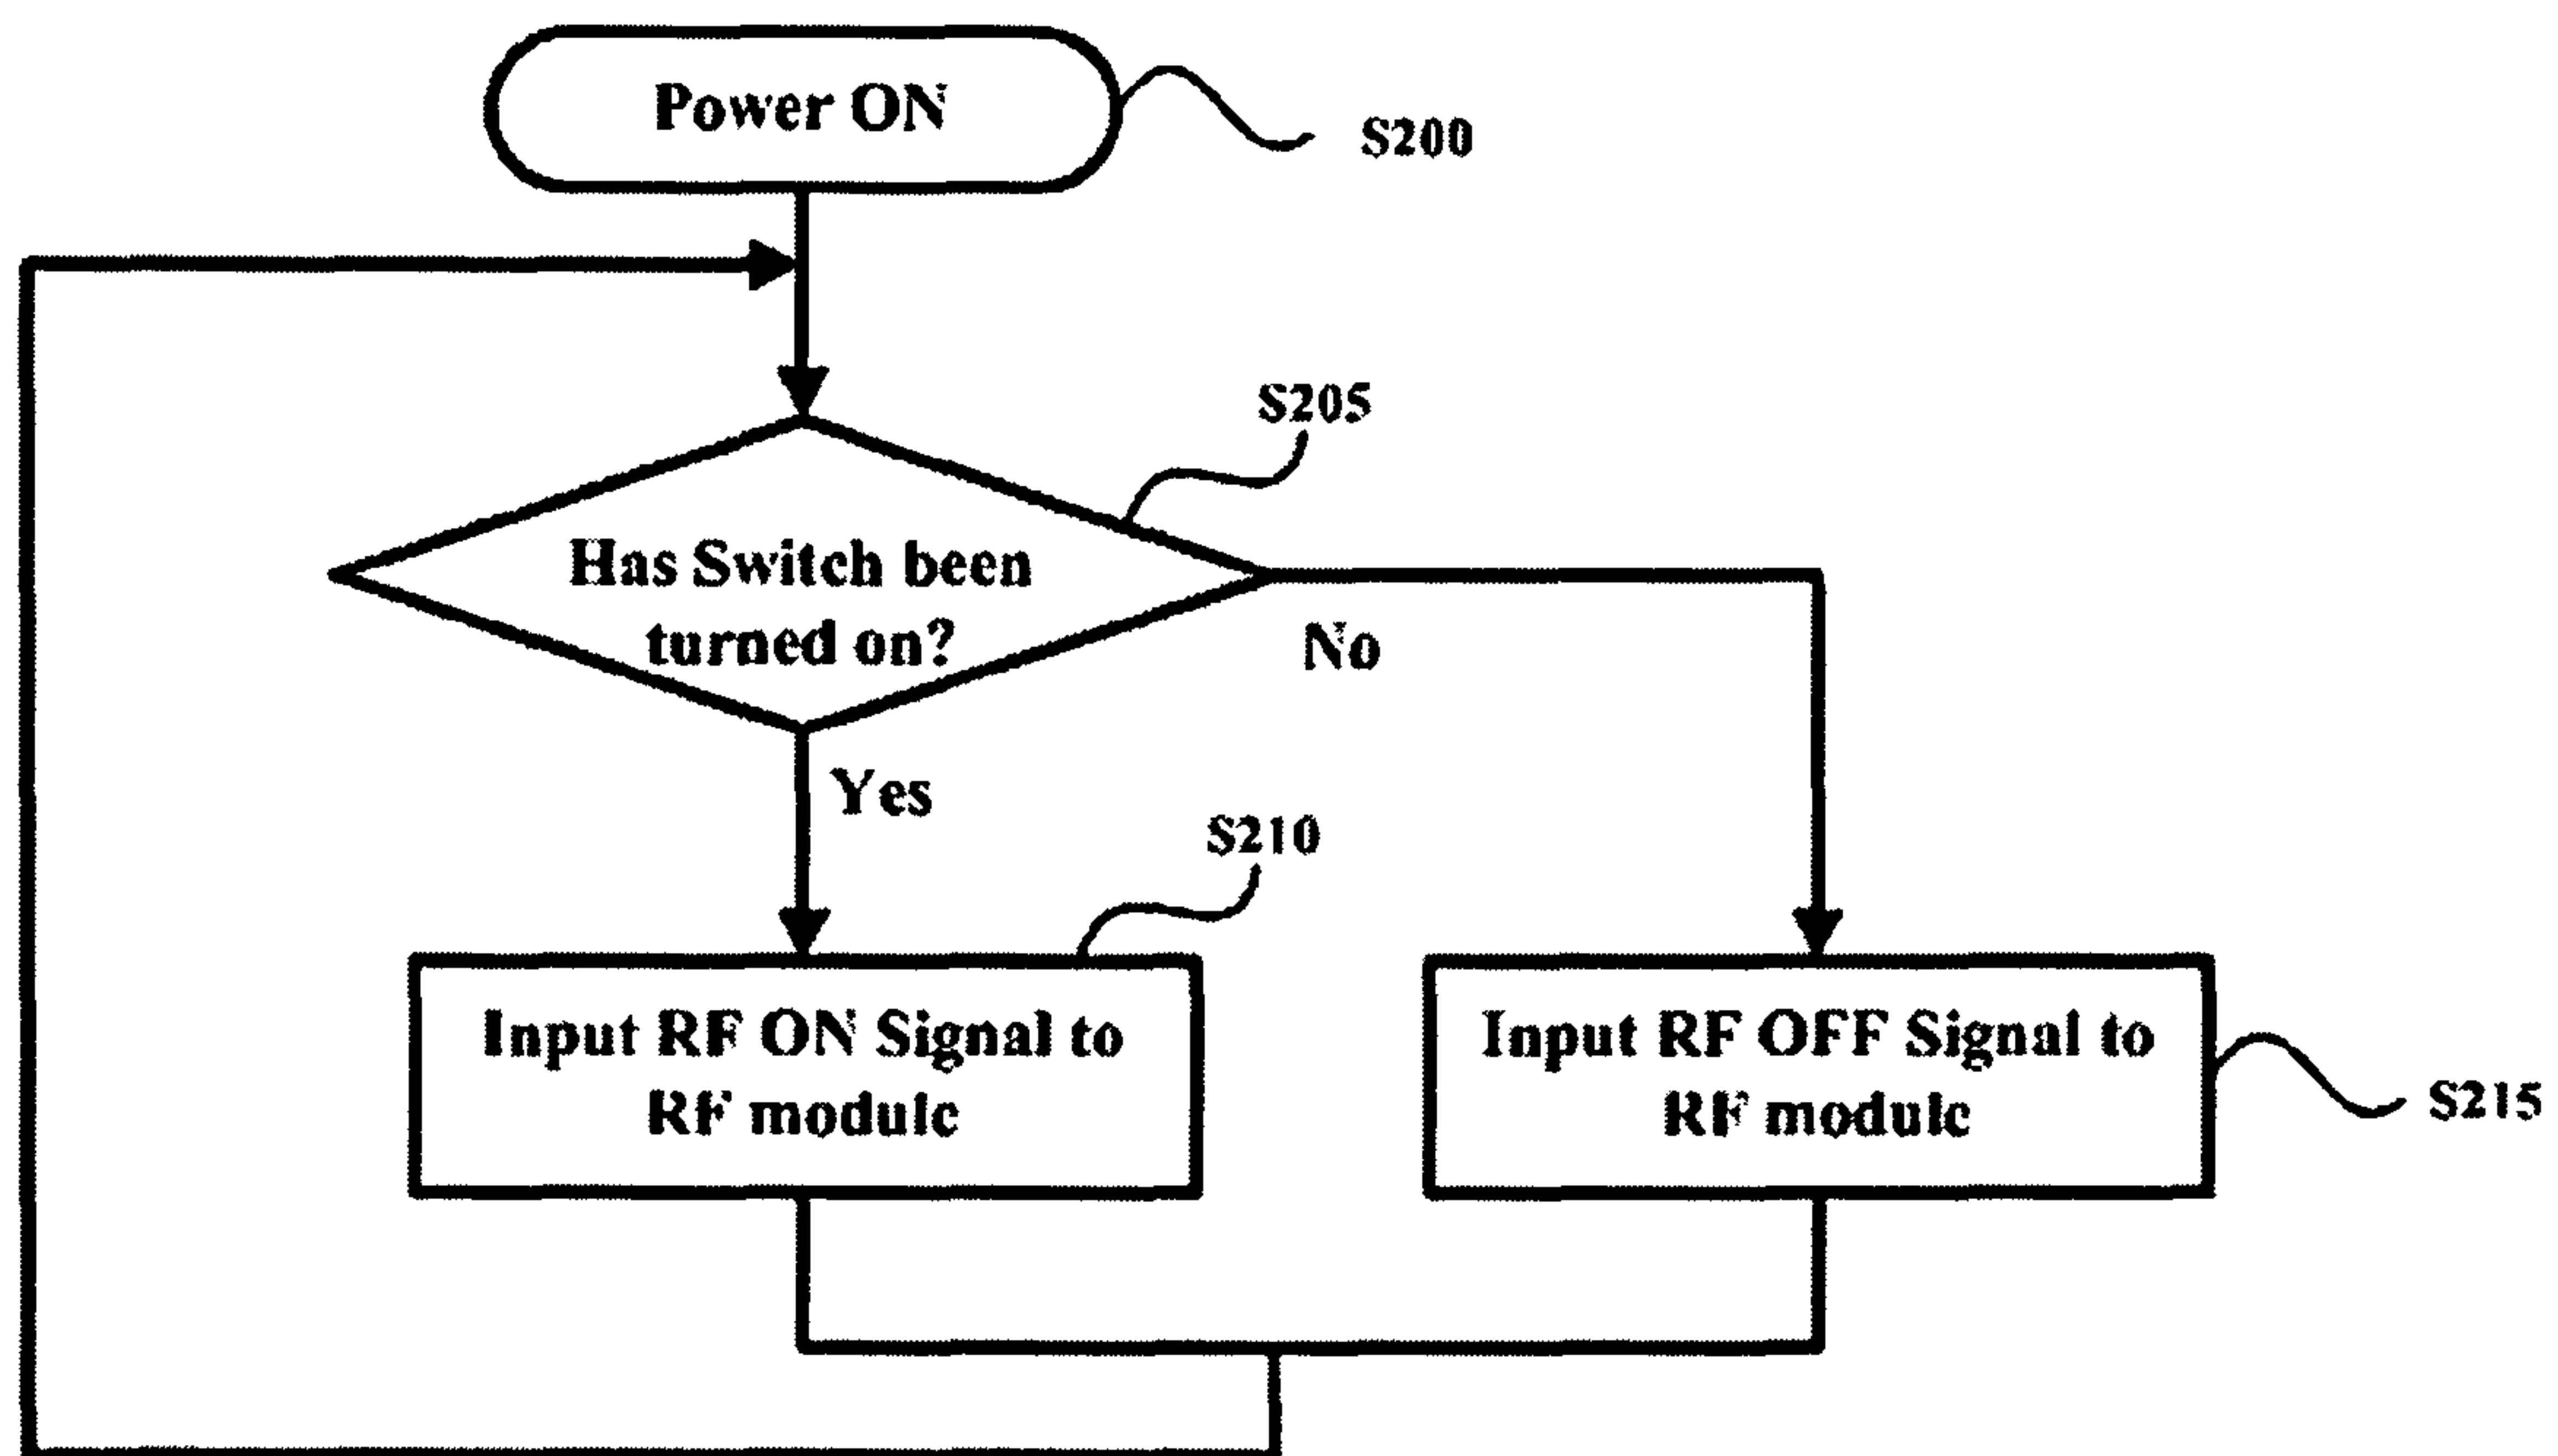 Power ON
S200
S205
Has Switch been
turned on?
No
Yes
S210
Input RF ON Signal to
RF module
Input RF OFF Signal to
RF module
S215